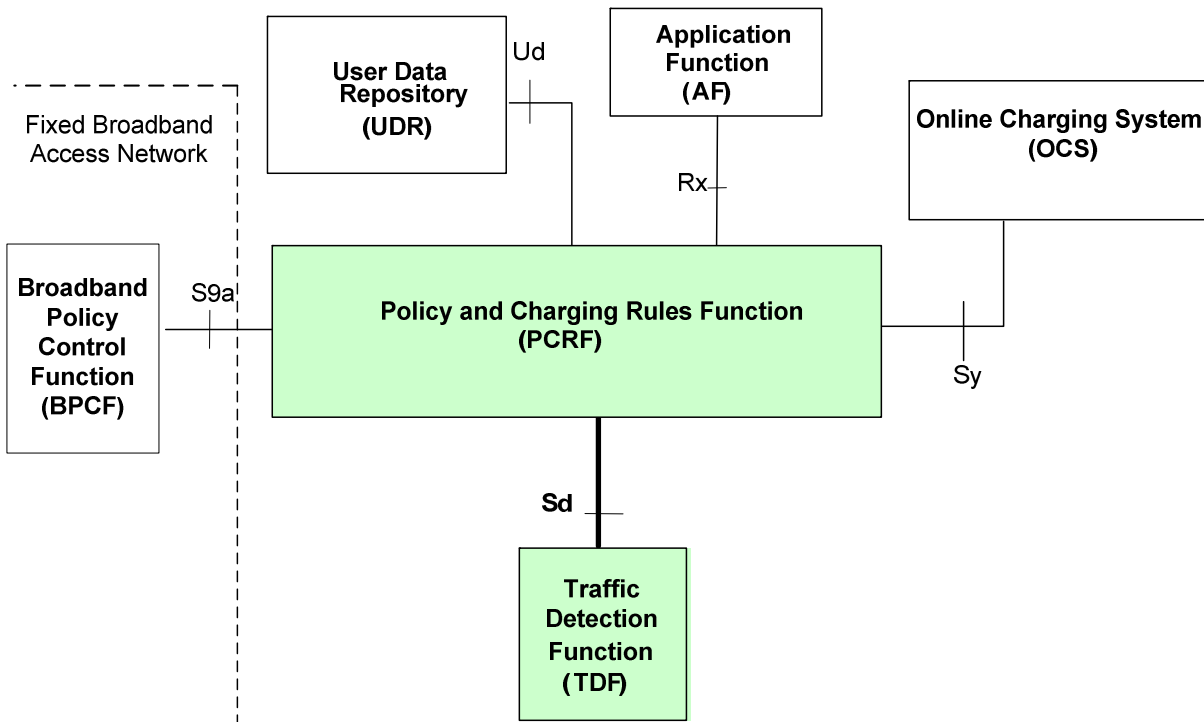 User Data
Repository
(UDR)
Ud
Application
Function
(AF)
Online Charging System
(OCS)
Fixed Broadband
Access Network
Rx
Broadband
Policy
Control
Function
(BPCF)
S9a
Policy and Charging Rules Function
(PCRF)
Sy
Sd
Traffic
Detection
Function
(TDF)